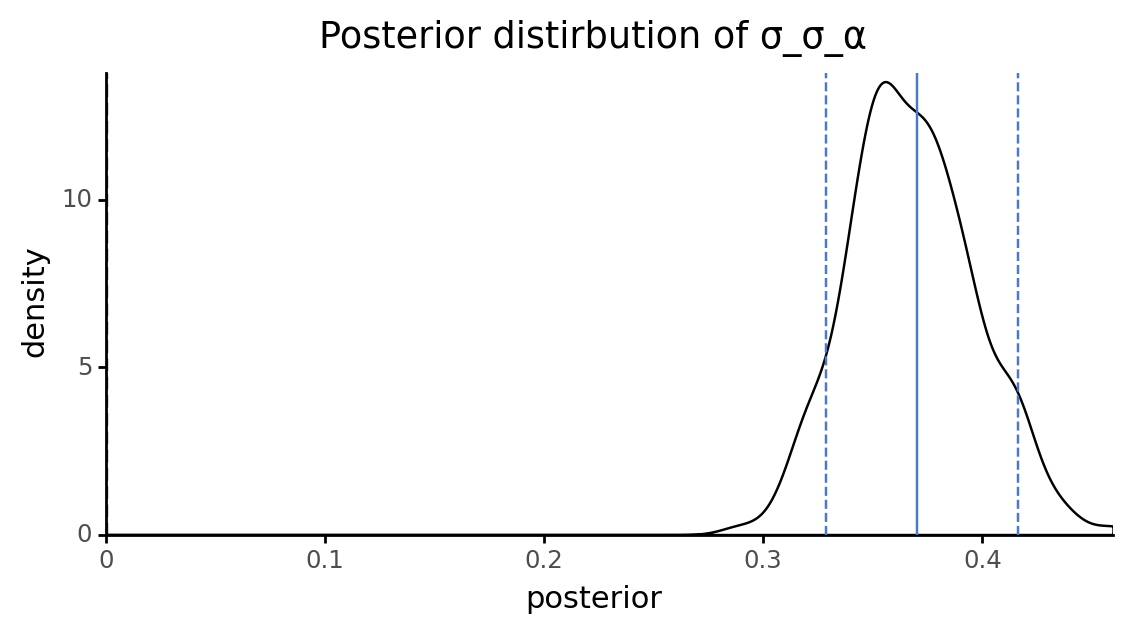 Posterior distirbution of σ_σ_α
density
10
5
0
0 0.1 0.2 0.3 0.4
posterior